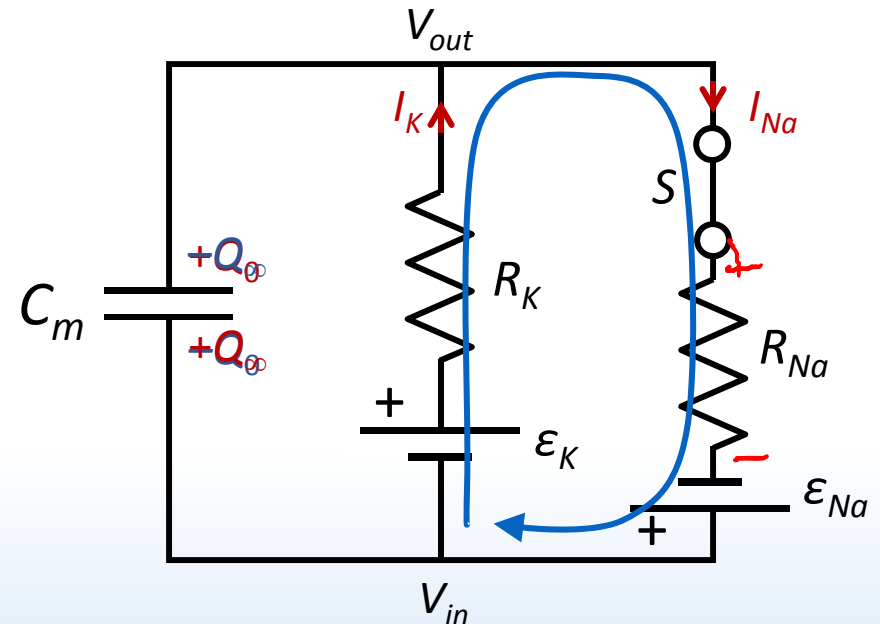 V_out
I_K
I_Na
S
+
R_K
R_Na
C_m
+
ε_K
−
ε_Na
+
V_in